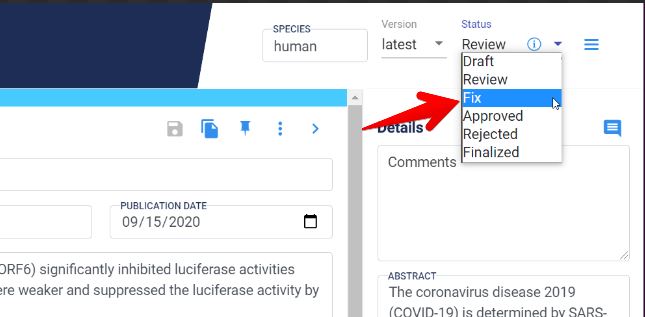 SPECIES
human
Version
latest
Status
Review
Draft
Review
Fix
Approved
Rejected
Finalized
Details
Comments
PUBLICATION DATE
09/15/2020
ORF6) significantly inhibited luciferase activities
ere weaker and suppressed the luciferase activity by
ABSTRACT
The coronavirus disease 2019
(COVID-19) is determined by SARS-